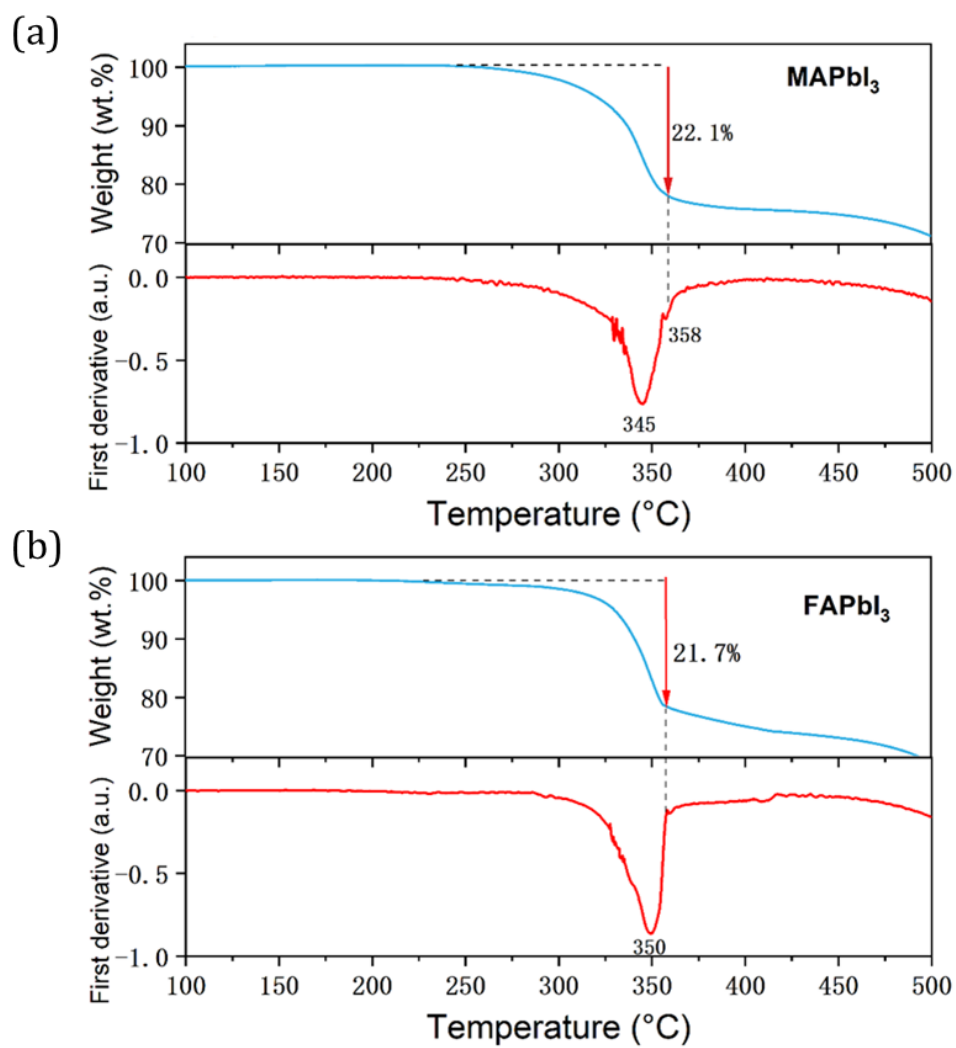 (a)
MAPbI₃
22.1%
Weight (wt.%)
100
90
80
70
First derivative (a.u.)
0.0
−0.5
−1.0
358
345
100 150 200 250 300 350 400 450 500
Temperature (°C)
(b)
FAPbI₃
21.7%
Weight (wt.%)
100
90
80
70
First derivative (a.u.)
0.0
−0.5
−1.0
350
100 150 200 250 300 350 400 450 500
Temperature (°C)